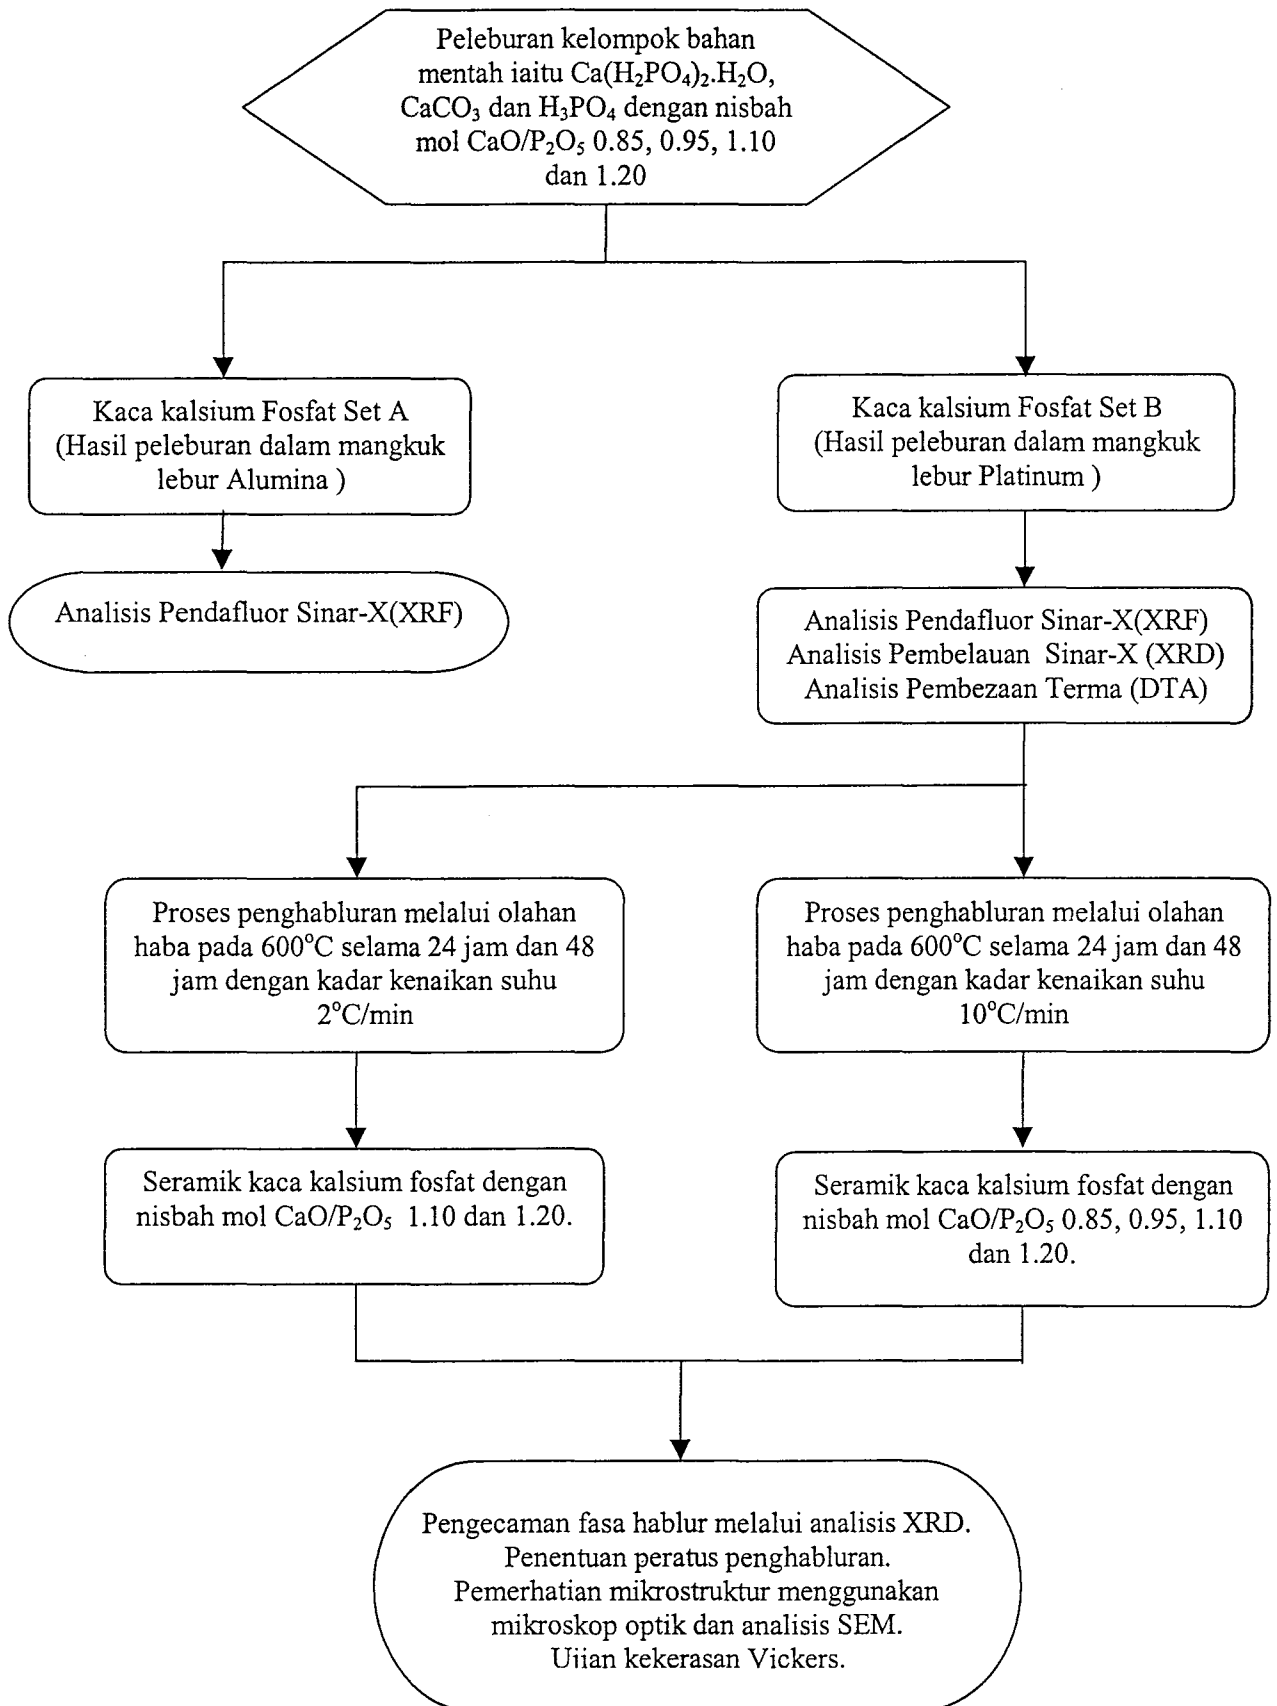 Peleburan kelompok bahan
mentah iaitu Ca(H₂PO₄)₂.H₂O,
CaCO₃ dan H₃PO₄ dengan nisbah
mol CaO/P₂O₅ 0.85, 0.95, 1.10
dan 1.20
Kaca kalsium Fosfat Set A
(Hasil peleburan dalam mangkuk
lebur Alumina )
Kaca kalsium Fosfat Set B
(Hasil peleburan dalam mangkuk
lebur Platinum )
Analisis Pendafluor Sinar-X(XRF)
Analisis Pendafluor Sinar-X(XRF)
Analisis Pembelauan Sinar-X (XRD)
Analisis Pembezaan Terma (DTA)
Proses penghabluran melalui olahan
haba pada 600°C selama 24 jam dan 48
jam dengan kadar kenaikan suhu
2°C/min
Proses penghabluran melalui olahan
haba pada 600°C selama 24 jam dan 48
jam dengan kadar kenaikan suhu
10°C/min
Seramik kaca kalsium fosfat dengan
nisbah mol CaO/P₂O₅ 1.10 dan 1.20.
Seramik kaca kalsium fosfat dengan
nisbah mol CaO/P₂O₅ 0.85, 0.95, 1.10
dan 1.20.
Pengecaman fasa hablur melalui analisis XRD.
Penentuan peratus penghabluran.
Pemerhatian mikrostruktur menggunakan
mikroskop optik dan analisis SEM.
Ujian kekerasan Vickers.